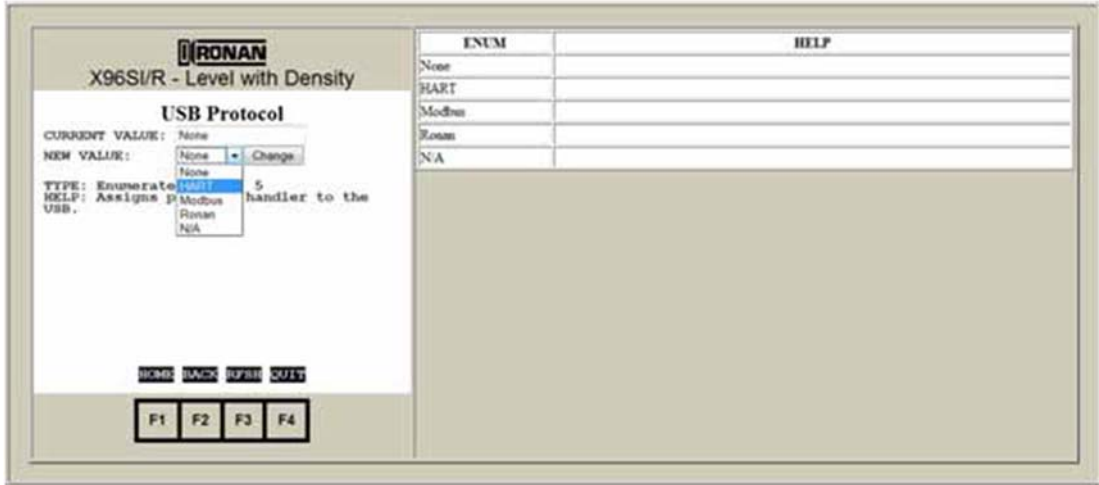 RONAN
X96SI/R - Level with Density
USB Protocol
CURRENT VALUE: None
NEW VALUE: None Change
None
HART
Modbus
Ronan
N/A
TYPE: Enumerate 5
HELP: Assigns p handler to the
USB.
HOME BACK RFSH QUIT
F1 F2 F3 F4
ENUM HELP
None
HART
Modbus
Ronan
N/A